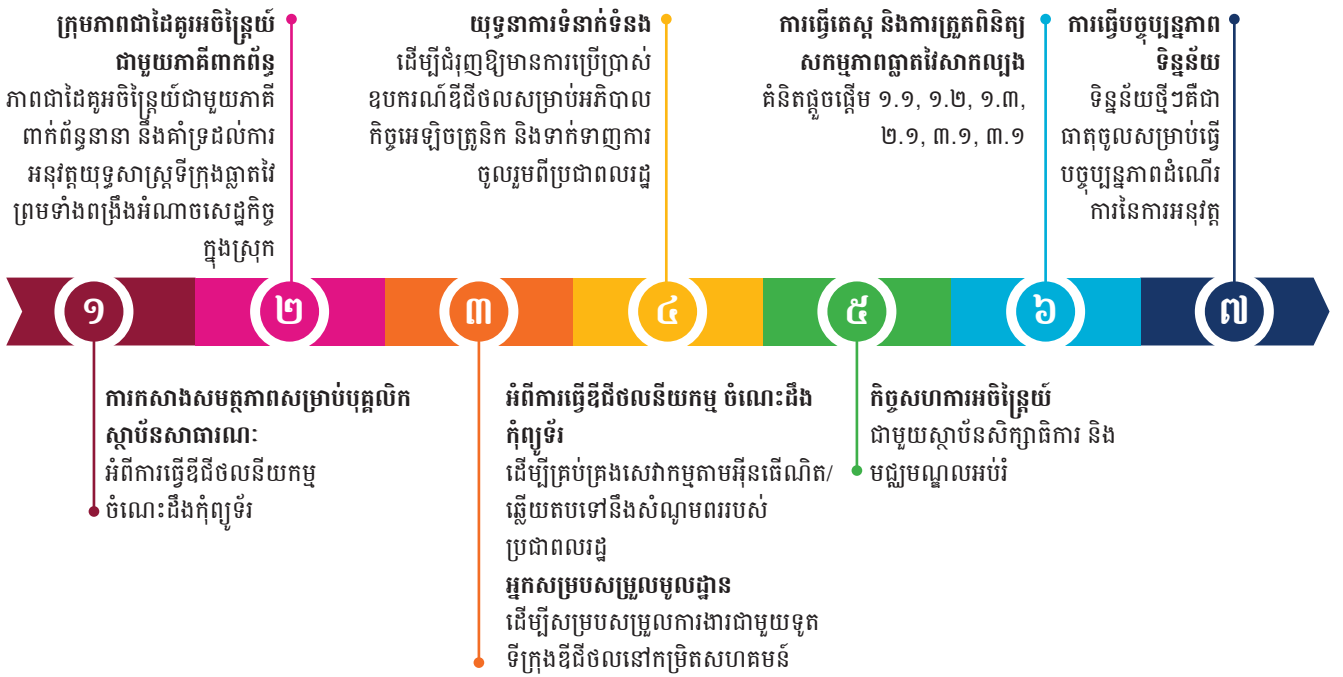 ក្រុមភាពជាដៃគូរអចិន្ត្រៃយ៍
ជាមួយភាគីពាកព័ន្ធ
ភាពជាដៃគូអចិន្ត្រៃយ៍ជាមួយភាគី
ពាក់ព័ន្ធនានា នឹងគាំទ្រដល់ការ
អនុវត្តយុទ្ធសាស្ត្រទីក្រុងឆ្លាតវៃ
ព្រមទាំងពង្រឹងអំណាចសេដ្ឋកិច្ច
ក្នុងស្រុក
យុទ្ធនាការទំនាក់ទំនង
ដើម្បីជំរុញឱ្យមានការប្រើប្រាស់
ឧបករណ៍ឌីជីថលសម្រាប់អភិបាល
កិច្ចអេឡិចត្រូនិក និងទាក់ទាញការ
ចូលរួមពីប្រជាពលរដ្ឋ
ការធ្វើតេស្ត និងការត្រួតពិនិត្យ
សកម្មភាពឆ្លាតវៃសាកល្បង
គំនិតផ្តួចផ្តើម ១.១, ១.២, ១.៣,
២.១, ៣.១, ៣.១
ការធ្វើបច្ចុប្បន្នភាព
ទិន្នន័យ
ទិន្នន័យថ្មីៗគឺជា
ធាតុចូលសម្រាប់ធ្វើ
បច្ចុប្បន្នភាពដំណើរ
ការនៃការអនុវត្ត
១ ២ ៣ ៤ ៥ ៦ ៧
ការកសាងសមត្ថភាពសម្រាប់បុគ្គលិក
ស្ថាប័នសាធារណៈ
អំពីការធ្វើឌីជីថលនីយកម្ម
ចំណេះដឹងកុំព្យូទ័រ
អំពីការធ្វើឌីជីថលនីយកម្ម ចំណេះដឹង
កុំព្យូទ័រ
ដើម្បីគ្រប់គ្រងសេវាកម្មតាមអ៊ីនធើណិត/
ឆ្លើយតបទៅនឹងសំណូមពររបស់
ប្រជាពលរដ្ឋ
អ្នកសម្របសម្រួលមូលដ្ឋាន
ដើម្បីសម្របសម្រួលការងារជាមួយទូត
ទីក្រុងឌីជីថលនៅកម្រិតសហគមន៍
កិច្ចសហការអចិន្ត្រៃយ៍
ជាមួយស្ថាប័នសិក្សាធិការ និង
មជ្ឈមណ្ឌលអប់រំ